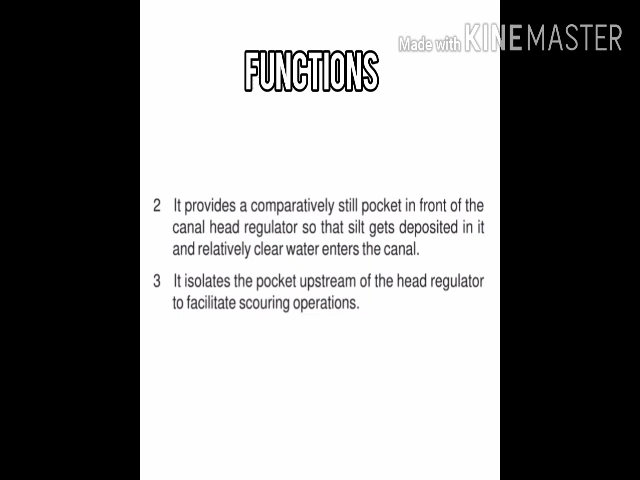 Made with KINEMASTER
FUNCTIONS
2 It provides a comparatively still pocket in front of the
canal head regulator so that silt gets deposited in it
and relatively clear water enters the canal.
3 It isolates the pocket upstream of the head regulator
to facilitate scouring operations.